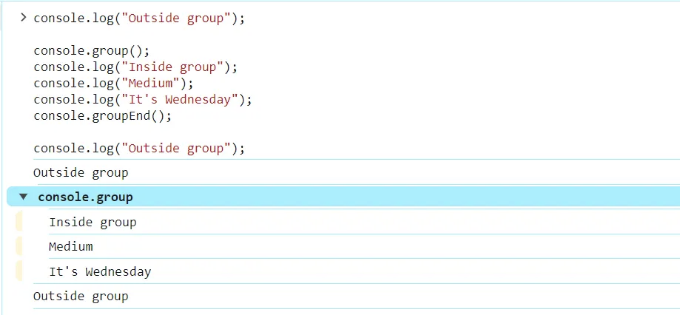 console.log("Outside group");
console.group();
console.log("Inside group");
console.log("Medium");
console.log("It's Wednesday");
console.groupEnd();
console.log("Outside group");
Outside group
console.group
Inside group
Medium
It's Wednesday
Outside group